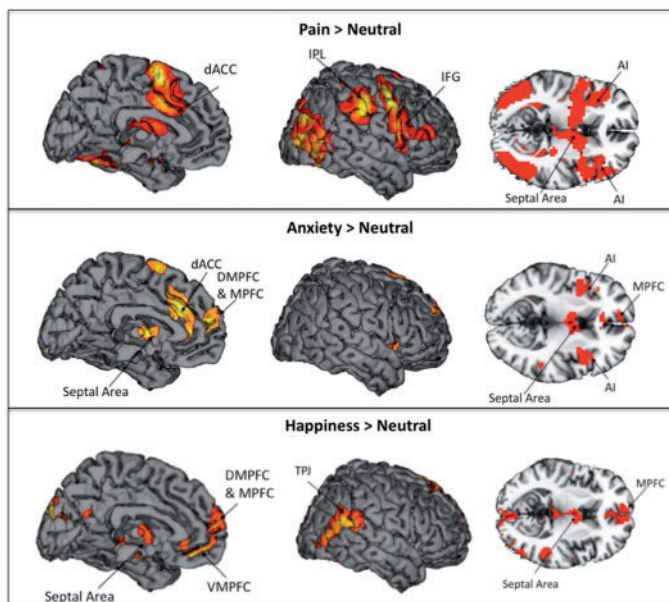 Pain > Neutral
dACC
IPL
IFG
AI
Septal Area
AI
Anxiety > Neutral
dACC
DMPFC
& MPFC
Septal Area
AI
MPFC
Septal Area
AI
Happiness > Neutral
DMPFC
& MPFC
Septal Area
VMPFC
TPJ
MPFC
Septal Area